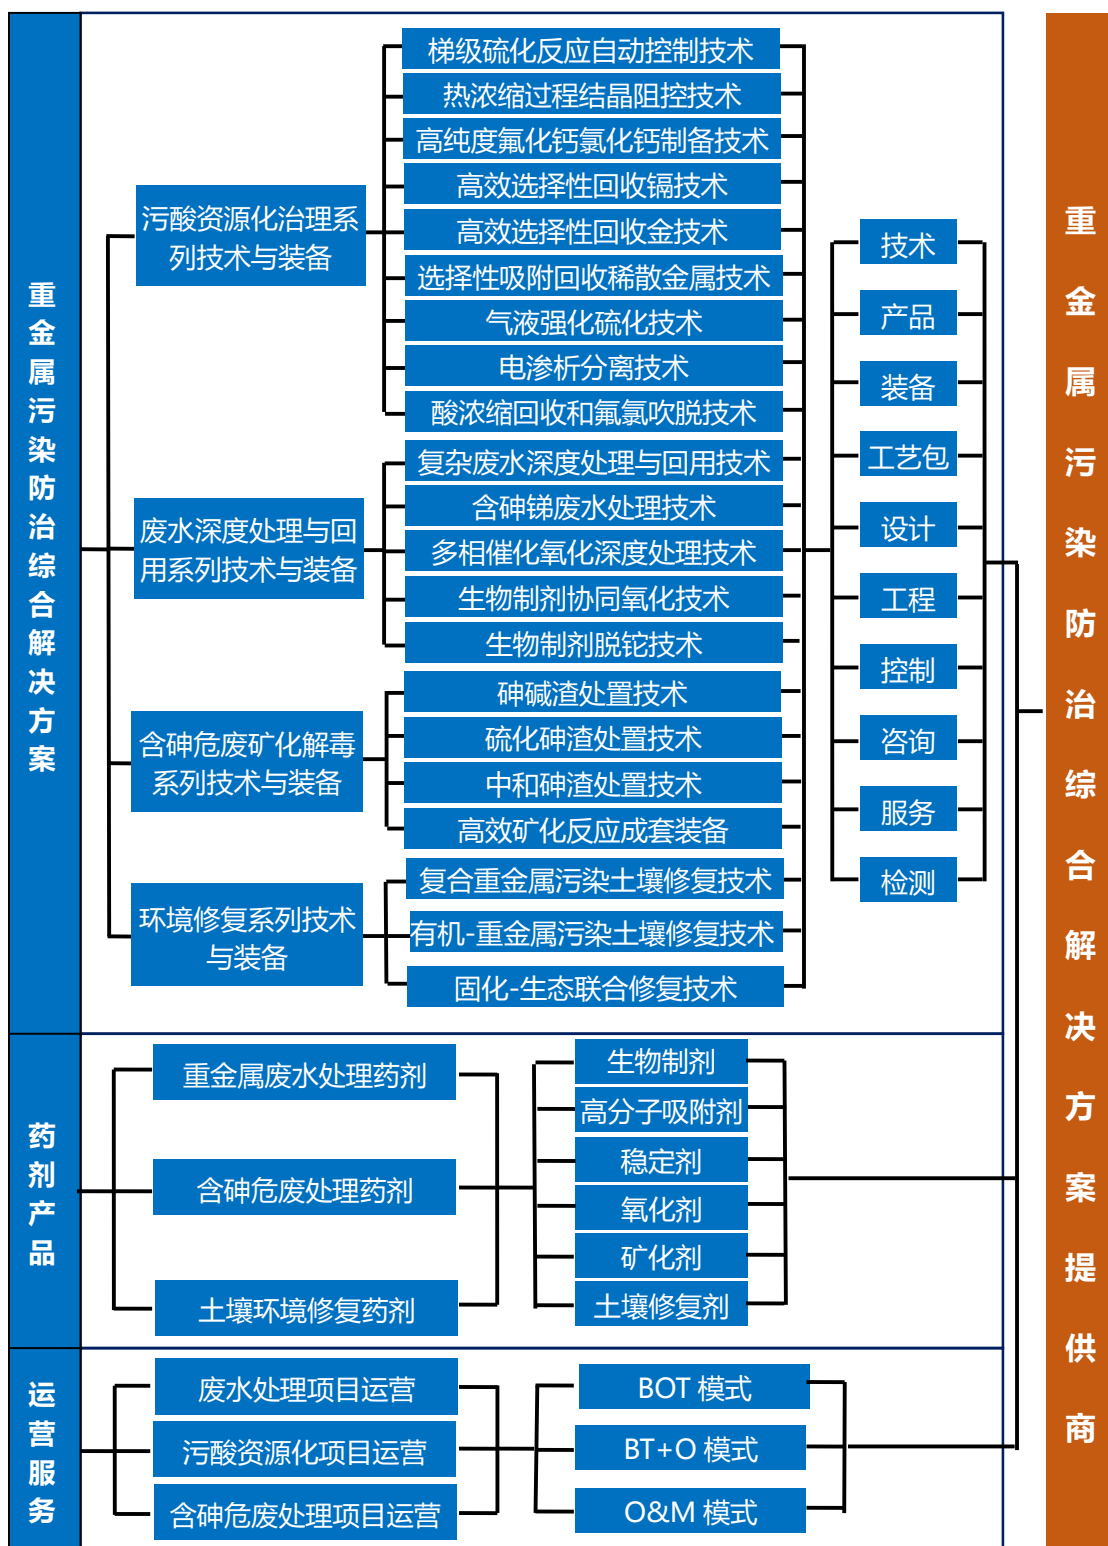 重金属污染防治综合解决方案
污酸资源化治理系
列技术与装备
梯级硫化反应自动控制技术
热浓缩过程结晶阻控技术
高纯度氟化钙氯化钙制备技术
高效选择性回收镉技术
高效选择性回收金技术
选择性吸附回收稀散金属技术
气液强化硫化技术
电渗析分离技术
酸浓缩回收和氟氯吹脱技术
废水深度处理与回
用系列技术与装备
复杂废水深度处理与回用技术
含砷锑废水处理技术
多相催化氧化深度处理技术
生物制剂协同氧化技术
生物制剂脱铊技术
含砷危废矿化解毒
系列技术与装备
砷碱渣处置技术
硫化砷渣处置技术
中和砷渣处置技术
高效矿化反应成套装备
环境修复系列技术
与装备
复合重金属污染土壤修复技术
有机-重金属污染土壤修复技术
固化-生态联合修复技术
技术
产品
装备
工艺包
设计
工程
控制
咨询
服务
检测
药剂产品
重金属废水处理药剂
含砷危废处理药剂
土壤环境修复药剂
生物制剂
高分子吸附剂
稳定剂
氧化剂
矿化剂
土壤修复剂
运营服务
废水处理项目运营
污酸资源化项目运营
含砷危废处理项目运营
BOT 模式
BT+O 模式
O&M 模式
重金属污染防治综合解决方案提供商